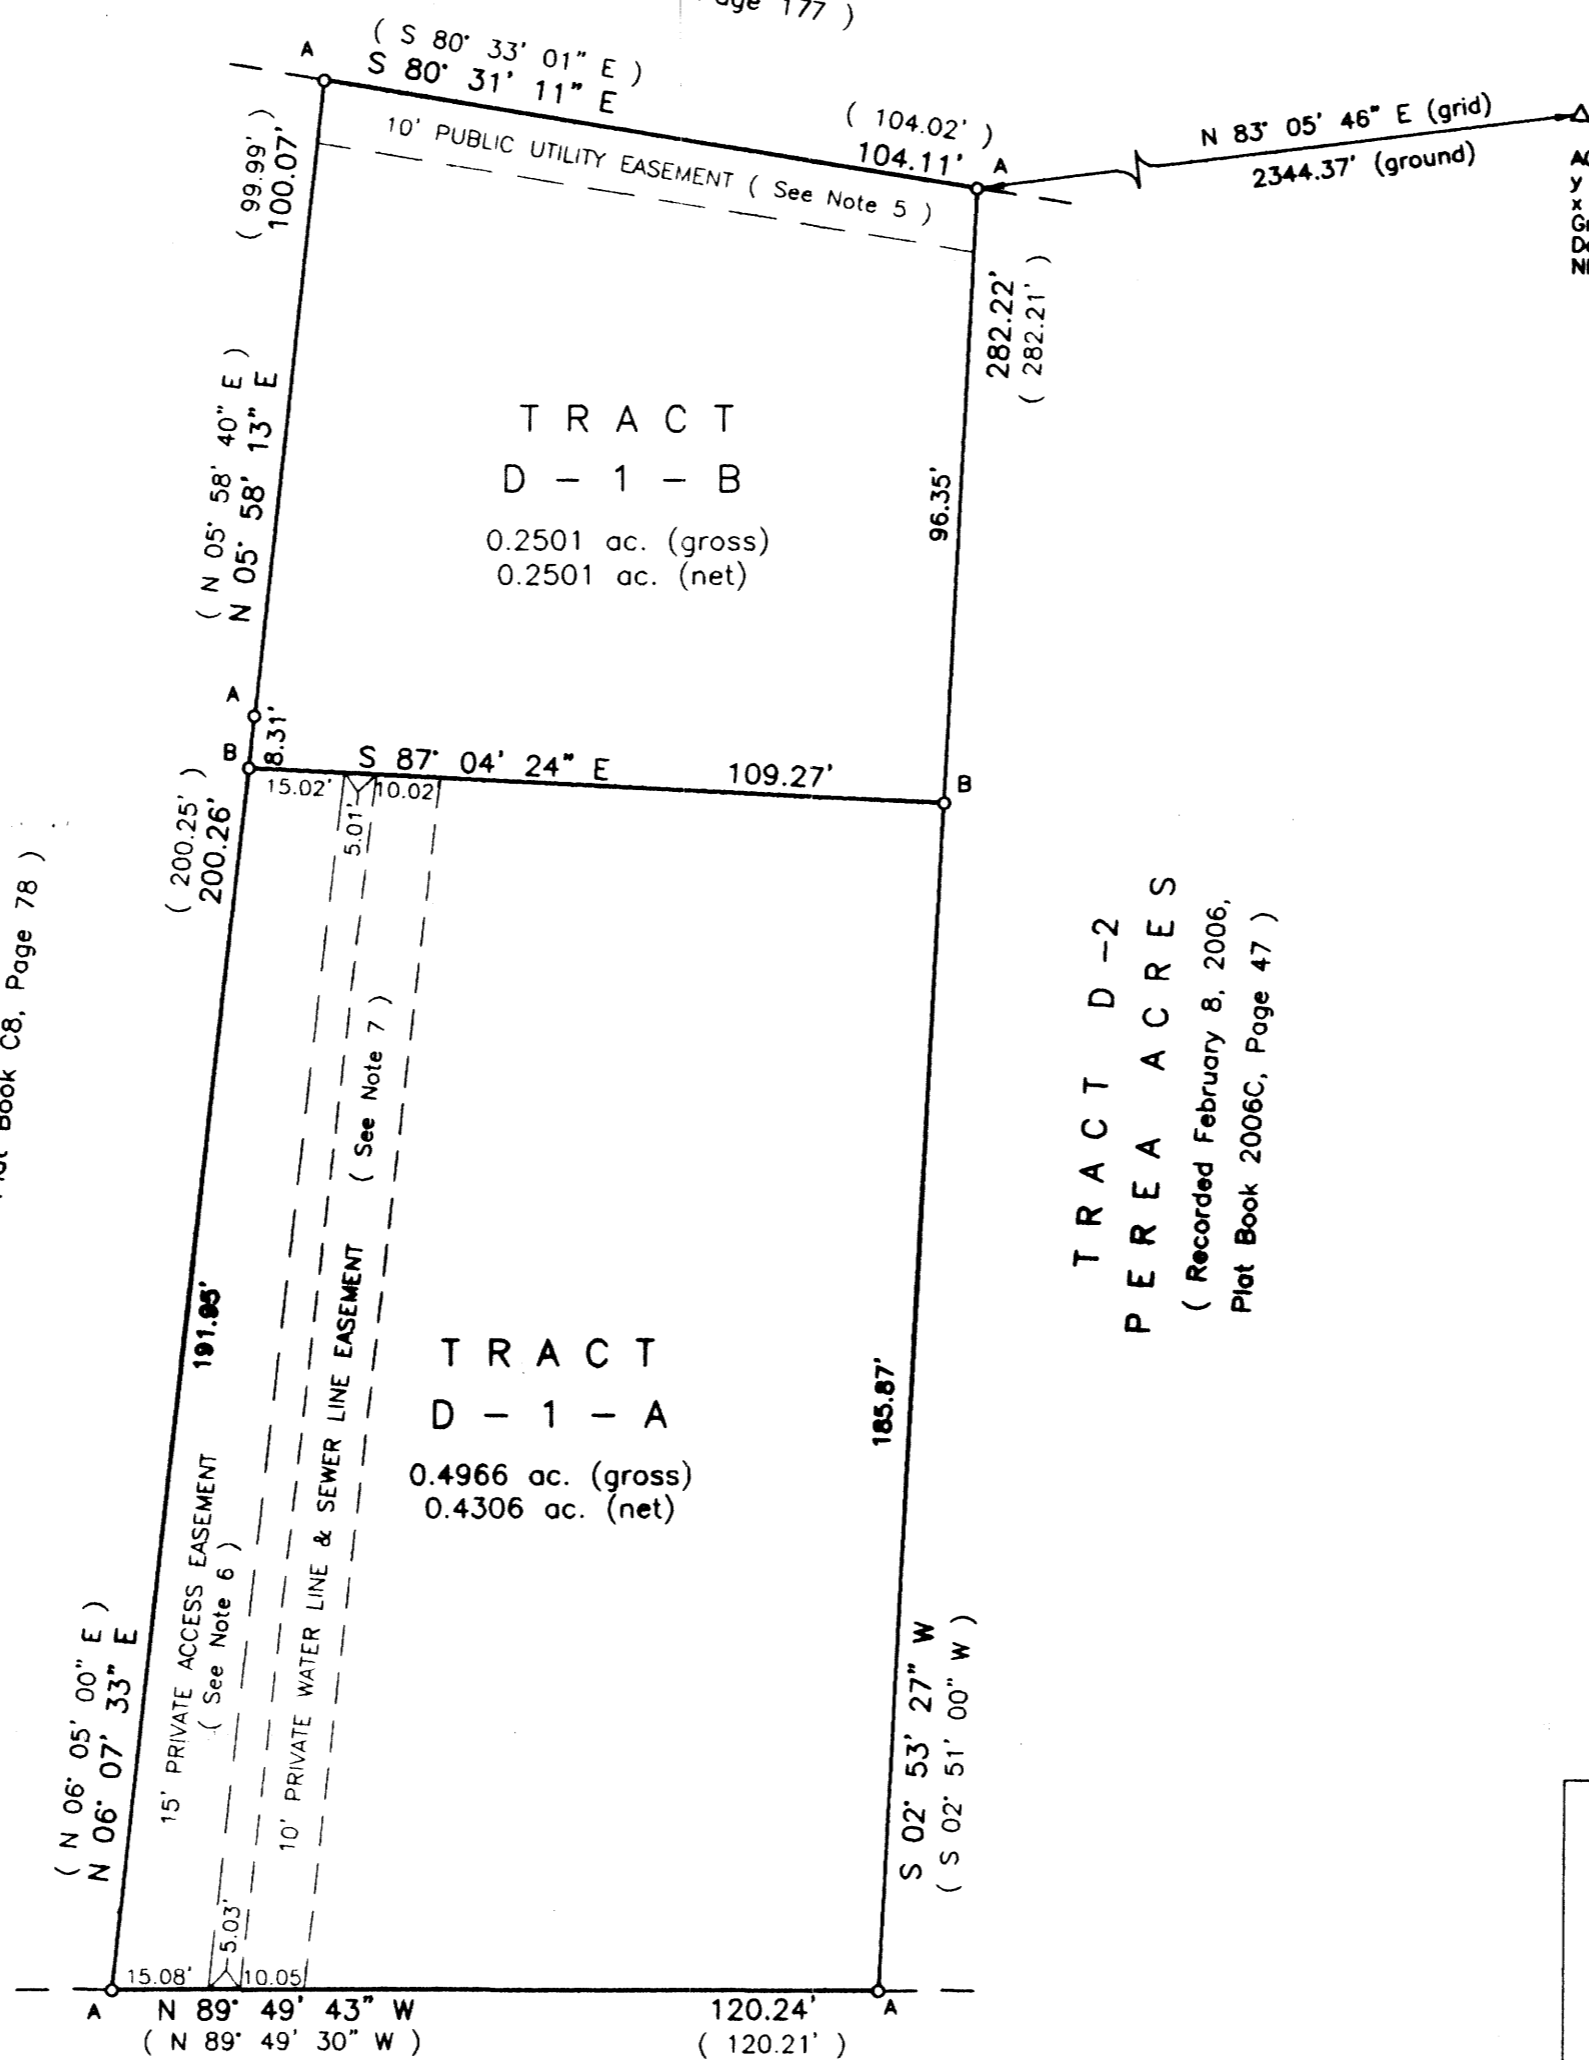 age 177 )
( S 80° 33' 01" E )
S 80° 31' 11" E
A
( 104.02' )
104.11'
A
10' PUBLIC UTILITY EASEMENT ( See Note 5 )
N 83° 05' 46" E (grid)
2344.37' (ground)
y
x
( 99.99' )
100.07'
282.22'
( 282.21' )
( N 05° 58' 40" E )
N 05° 58' 13" E
TRACT
D - 1 - B
0.2501 ac. (gross)
0.2501 ac. (net)
96.35'
A
8.31'
B
S 87° 04' 24" E
109.27'
B
15.02'
5.01'
10.02
( 200.25' )
200.26'
Book C8, Page 78 )
TRACT D-2
PEREA ACRES
( Recorded February 8, 2006,
Plat Book 2006C, Page 47 )
191.95'
15' PRIVATE ACCESS EASEMENT
( See Note 6 )
10' PRIVATE WATER LINE & SEWER LINE EASEMENT ( See Note 7 )
TRACT
D - 1 - A
0.4966 ac. (gross)
0.4306 ac. (net)
185.87'
( N 06° 05' 00" E )
N 06° 07' 33" E
S 02° 53' 27" W
( S 02° 51' 00" W )
15.08'
5.03'
10.05
A
N 89° 49' 43" W
( N 89° 49' 30" W )
120.24'
( 120.21' )
A